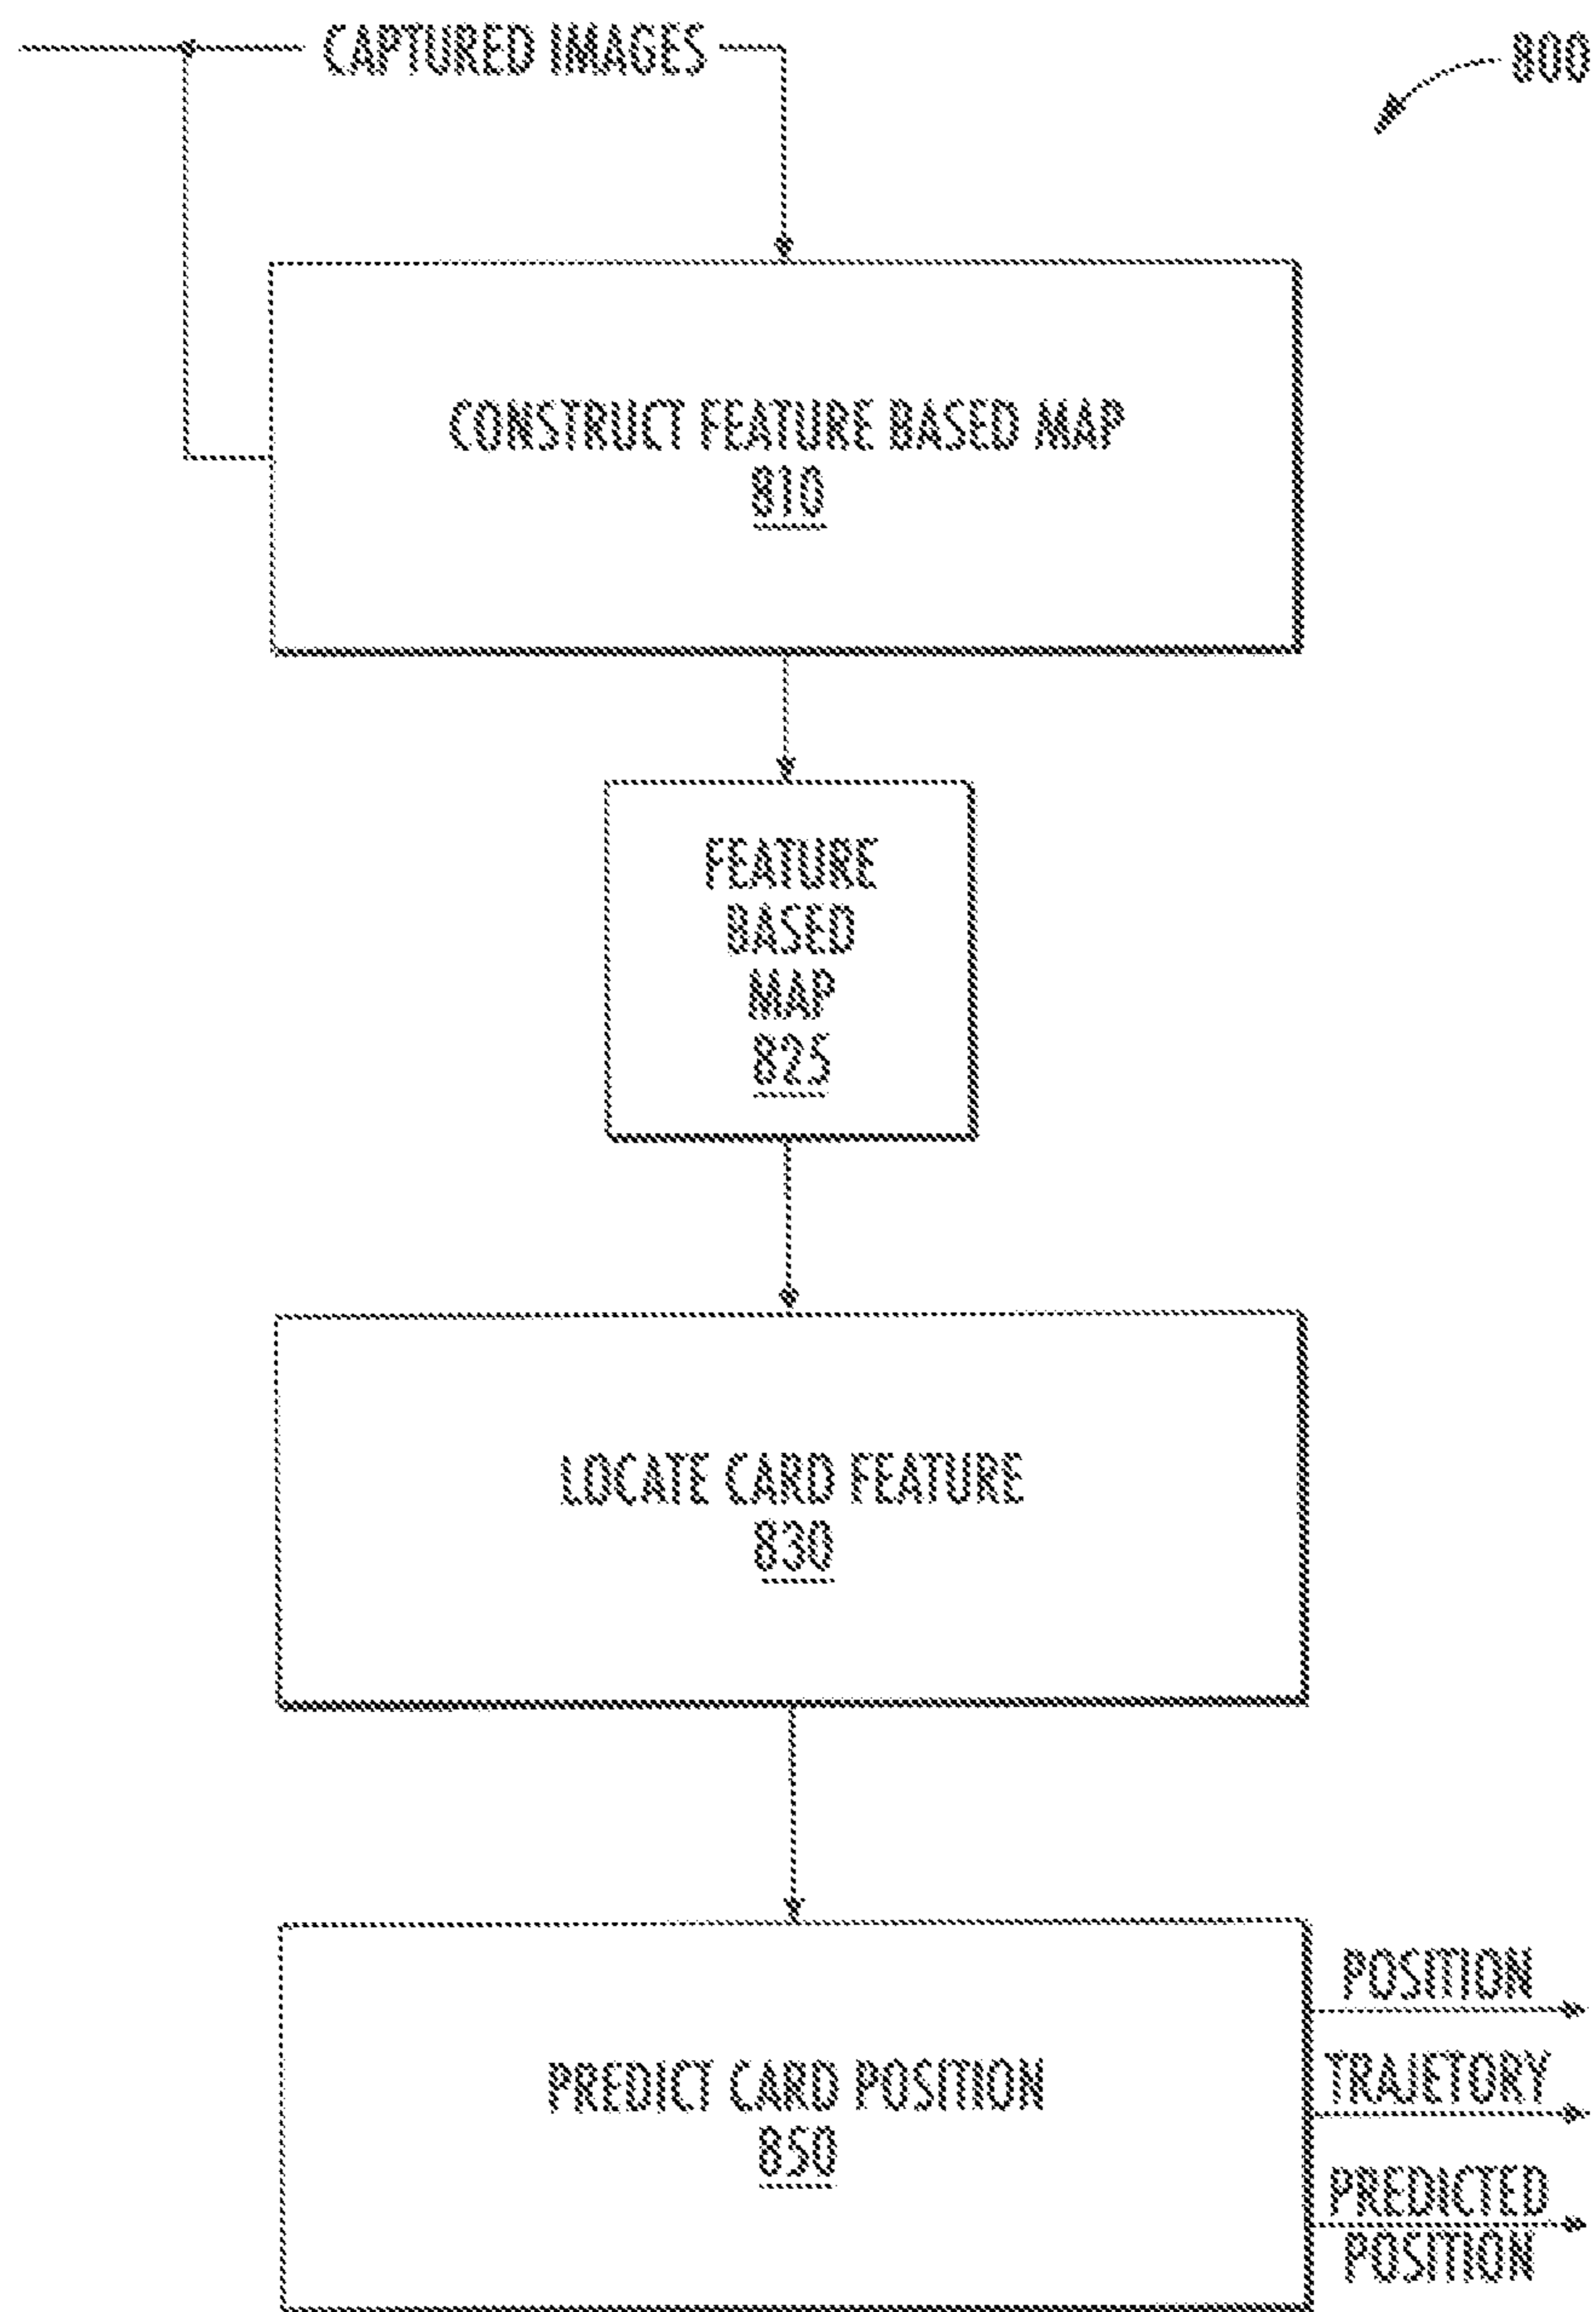 CAPTURED IMAGES
800
CONSTRUCT FEATURE BASED MAP
810
FEATURE
BASED
MAP
825
LOCATE CARD FEATURE
830
PREDICT CARD POSITION
850
POSITION
TRAJETORY
PREDICTED
POSITION